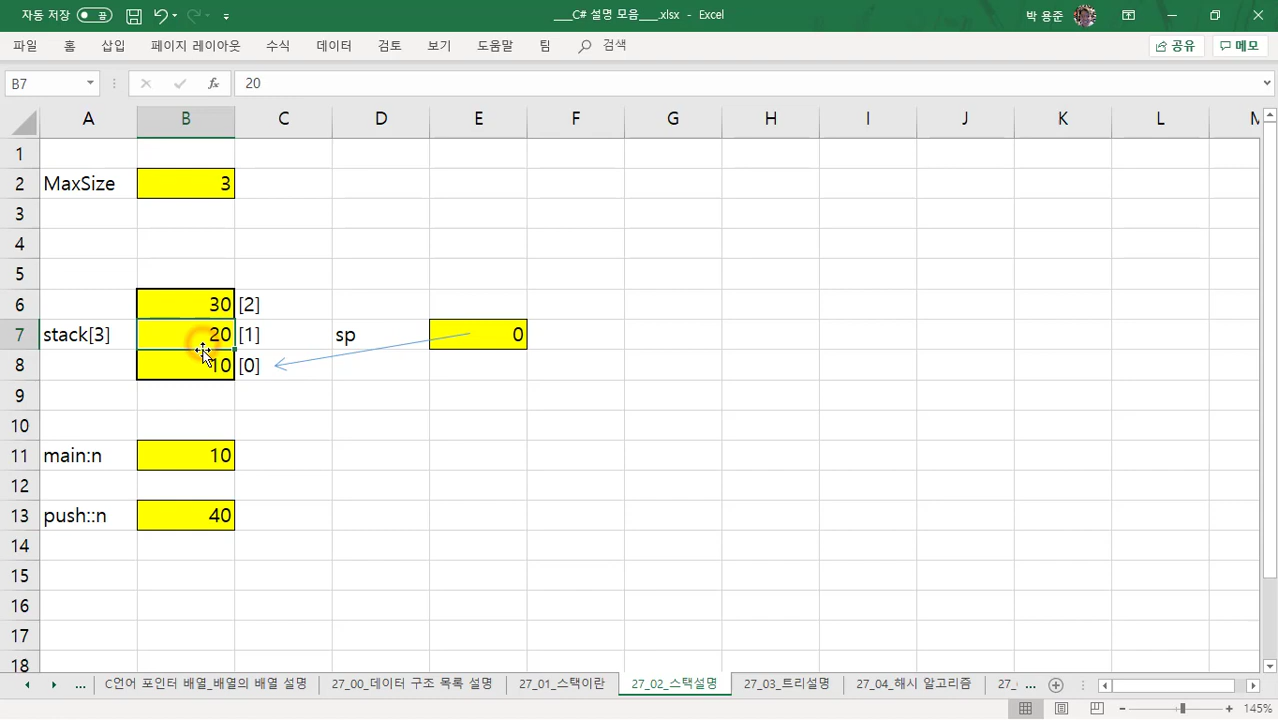 자동 저장 ___C# 설명 모음___.xlsx - Excel 박 용준
파일 홈 삽입 페이지 레이아웃 수식 데이터 검토 보기 도움말 팀 검색 공유 메모
B7 fx 20
A B C D E F G H I J K L M
1
2 MaxSize 3
3
4
5
6 30 [2]
7 stack[3] 20 [1] sp 0
8 10 [0]
9
10
11 main:n 10
12
13 push::n 40
14
15
16
17
18
... C언어 포인터 배열_배열의 배열 설명 27_00_데이터 구조 목록 설명 27_01_스택이란 27_02_스택설명 27_03_트리설명 27_04_해시 알고리즘 27_ ...
145%